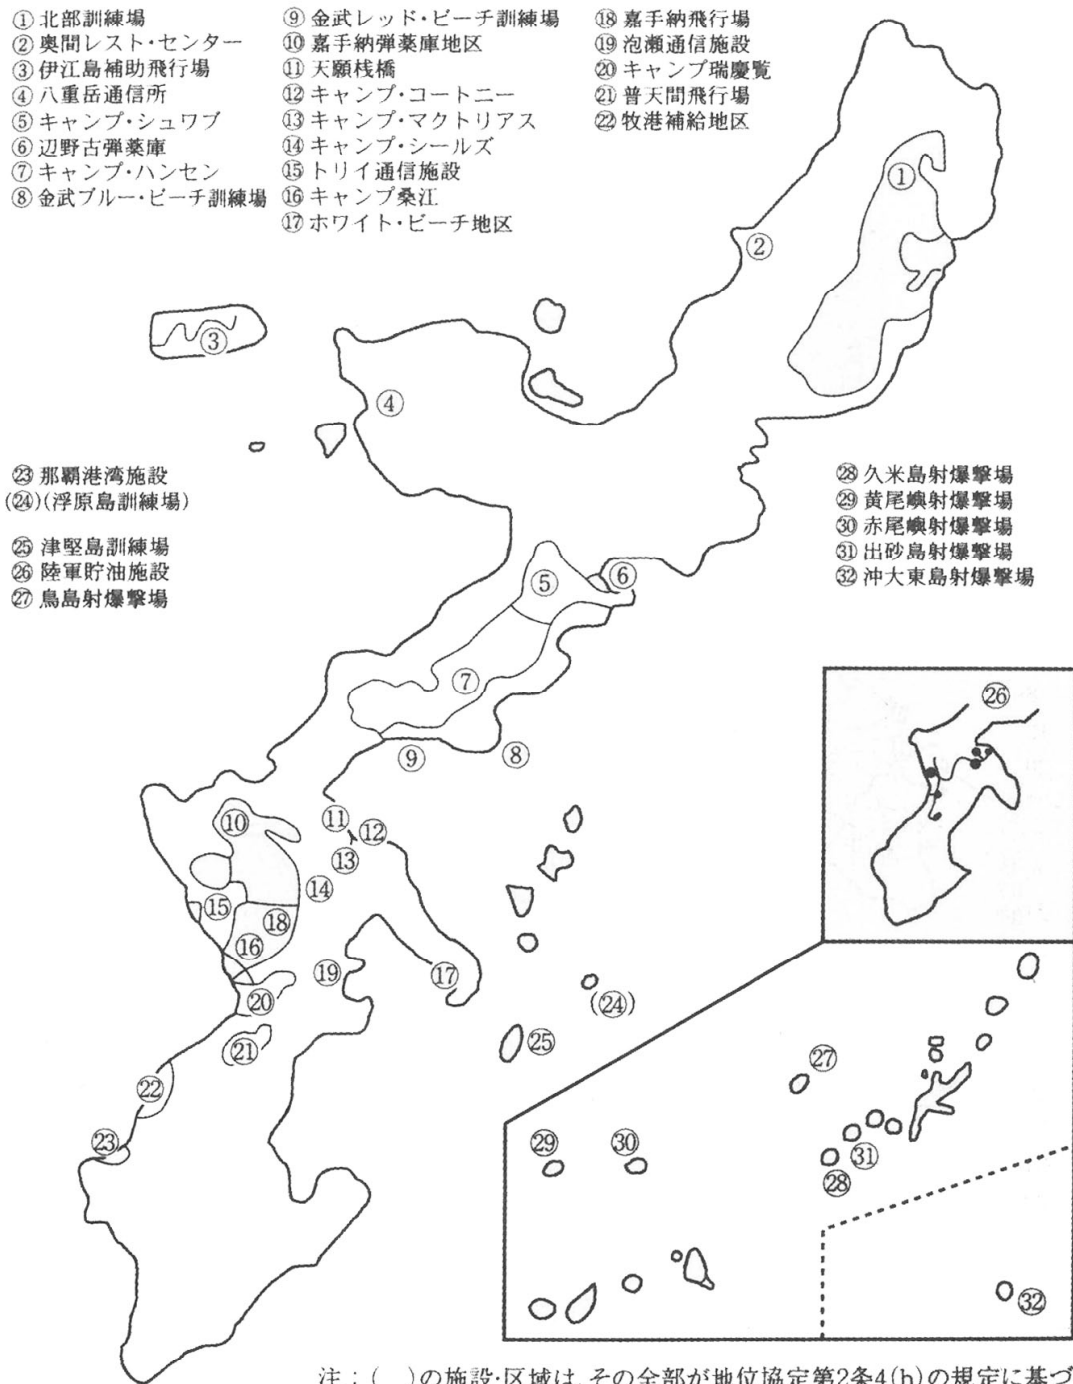 ① 北部訓練場
② 奥間レスト・センター
③ 伊江島補助飛行場
④ 八重岳通信所
⑤ キャンプ・シュワブ
⑥ 辺野古弾薬庫
⑦ キャンプ・ハンセン
⑧ 金武ブルー・ビーチ訓練場
⑨ 金武レッド・ビーチ訓練場
⑩ 嘉手納弾薬庫地区
⑪ 天願桟橋
⑫ キャンプ・コートニー
⑬ キャンプ・マクトリアス
⑭ キャンプ・シールズ
⑮ トリイ通信施設
⑯ キャンプ桑江
⑰ ホワイト・ビーチ地区
⑱ 嘉手納飛行場
⑲ 泡瀬通信施設
⑳ キャンプ瑞慶覧
㉑ 普天間飛行場
㉒ 牧港補給地区
①
②
③
④
㉓ 那覇港湾施設
(㉔)(浮原島訓練場)
㉕ 津堅島訓練場
㉖ 陸軍貯油施設
㉗ 鳥島射爆撃場
㉘ 久米島射爆撃場
㉙ 黄尾嶼射爆撃場
㉚ 赤尾嶼射爆撃場
㉛ 出砂島射爆撃場
㉜ 沖大東島射爆撃場
⑤
⑥
⑦
⑧
⑨
⑩
⑪
⑫
⑬
⑭
⑮
⑯
⑰
⑱
⑲
⑳
㉑
㉒
㉓
(㉔)
㉕
㉖
㉗
㉘
㉙
㉚
㉛
㉜
注：(　)の施設・区域は、その全部が地位協定第2条4(b)の規定に基づ